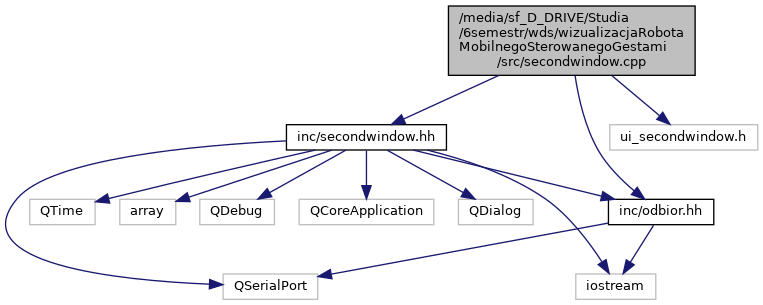 /media/sf_D_DRIVE/Studia
/6semestr/wds/wizualizacjaRobota
MobilnegoSterowanegoGestami
/src/secondwindow.cpp
inc/secondwindow.hh
ui_secondwindow.h
QTime
array
QDebug
QCoreApplication
QDialog
inc/odbior.hh
QSerialPort
iostream